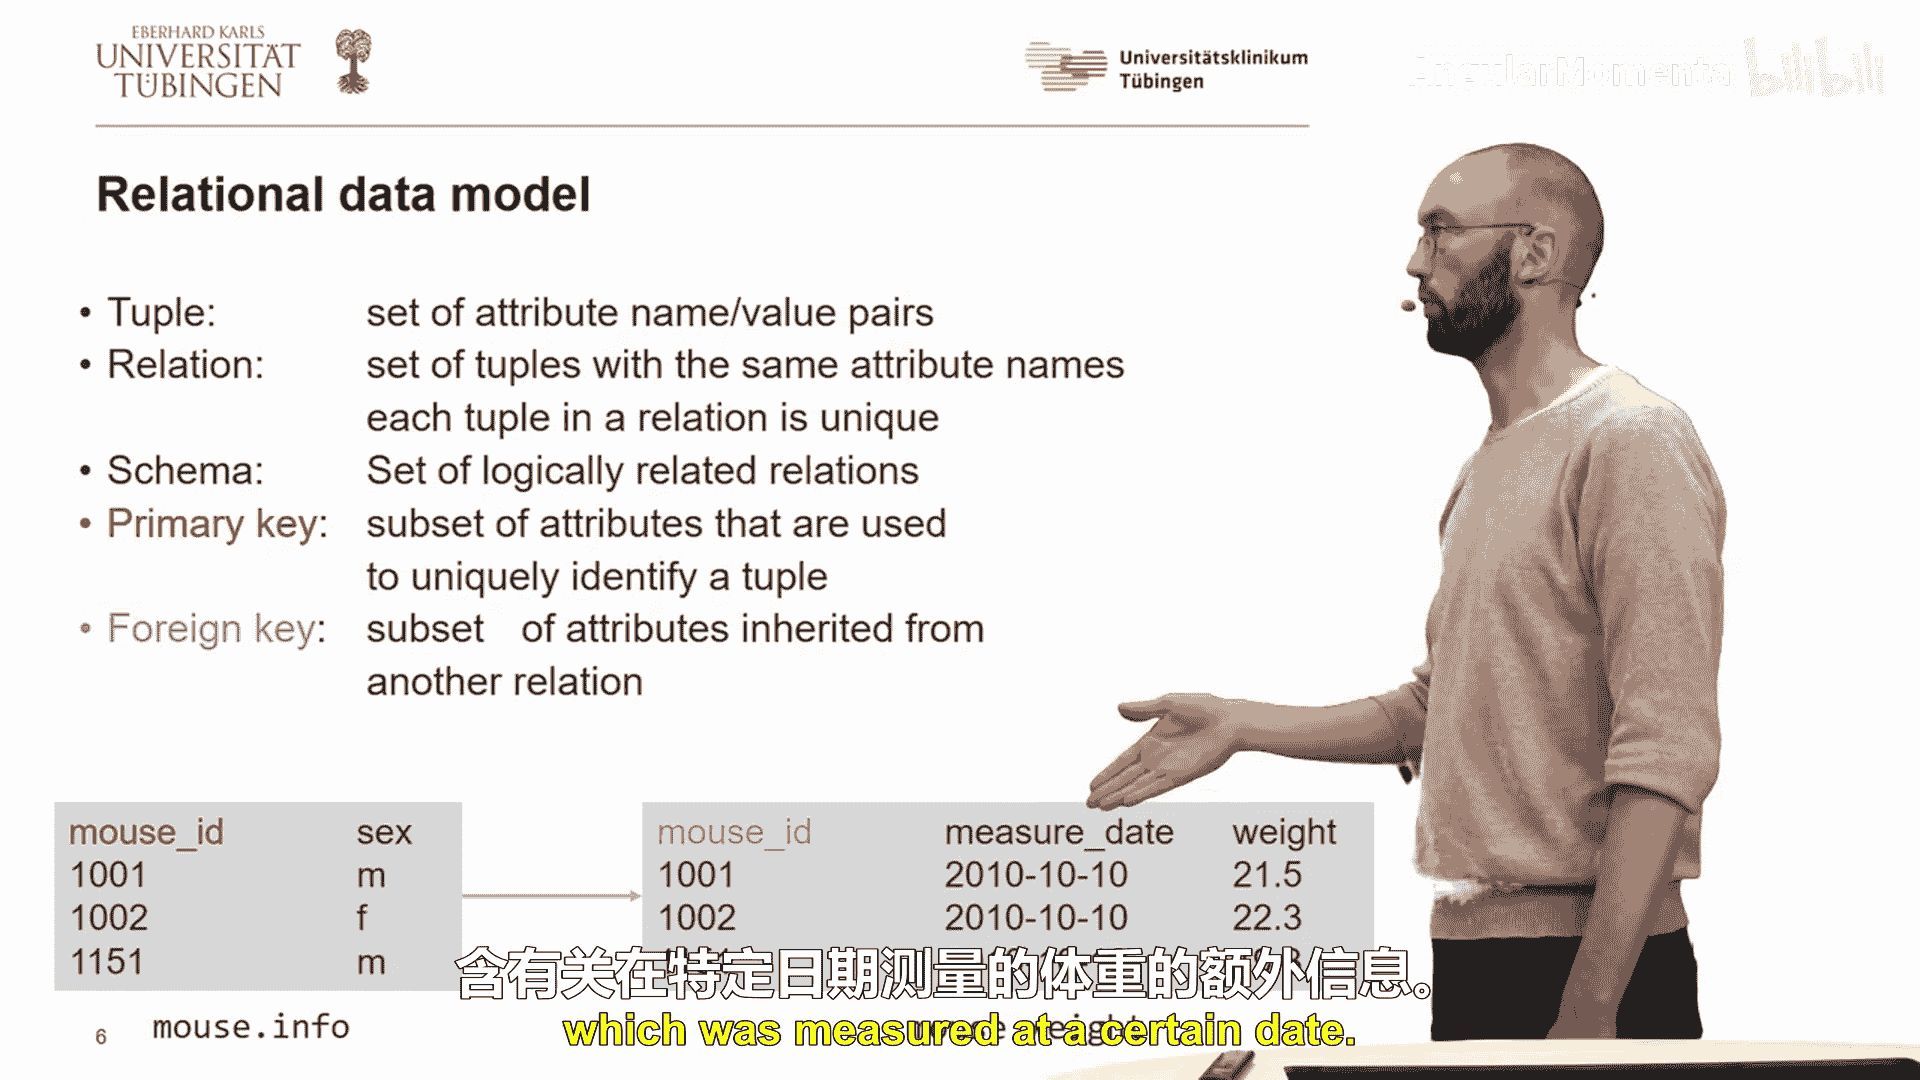 EBERHARD KARLS
UNIVERSITÄT
TÜBINGEN
Universitätsklinikum
Tübingen
AngularMomenta bilibili
Relational data model
• Tuple: set of attribute name/value pairs
• Relation: set of tuples with the same attribute names
each tuple in a relation is unique
• Schema: Set of logically related relations
• Primary key: subset of attributes that are used
to uniquely identify a tuple
• Foreign key: subset of attributes inherited from
another relation
mouse_id sex
1001 m
1002 f
1151 m
mouse_id measure_date weight
1001 2010-10-10 21.5
1002 2010-10-10 22.3
含有关在特定日期测量的体重的额外信息。
which was measured at a certain date.
6 mouse.info